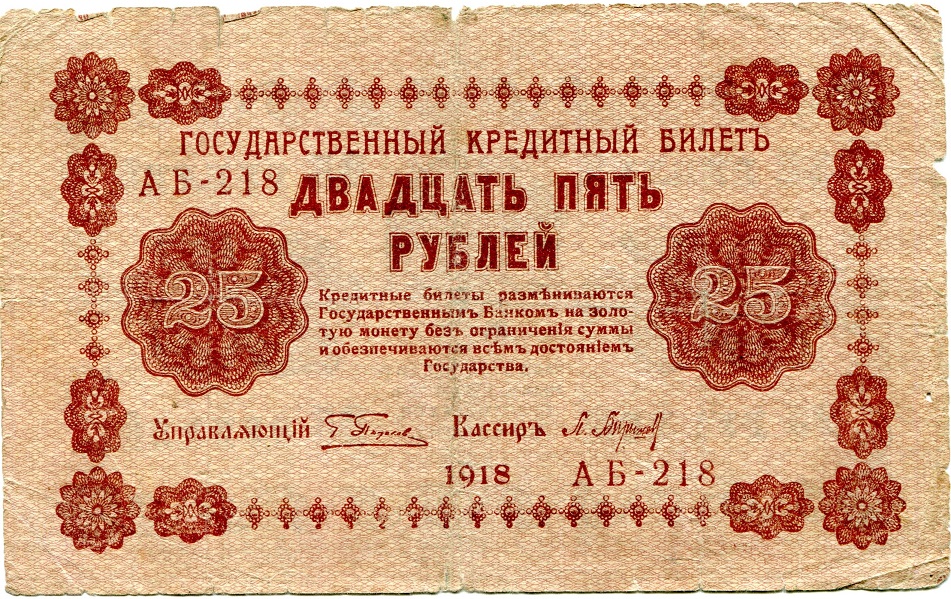 ГОСУДАРСТВЕННЫЙ КРЕДИТНЫЙ БИЛЕТЪ
АБ-218
ДВАДЦАТЬ ПЯТЬ
РУБЛЕЙ
25
25
Кредитные билеты размѣниваются
Государственнымъ Банкомъ на золо-
тую монету безъ ограниченія суммы
и обезпечиваются всѣмъ достояніемъ
Государства.
Управляющій
Кассиръ
1918 АБ-218